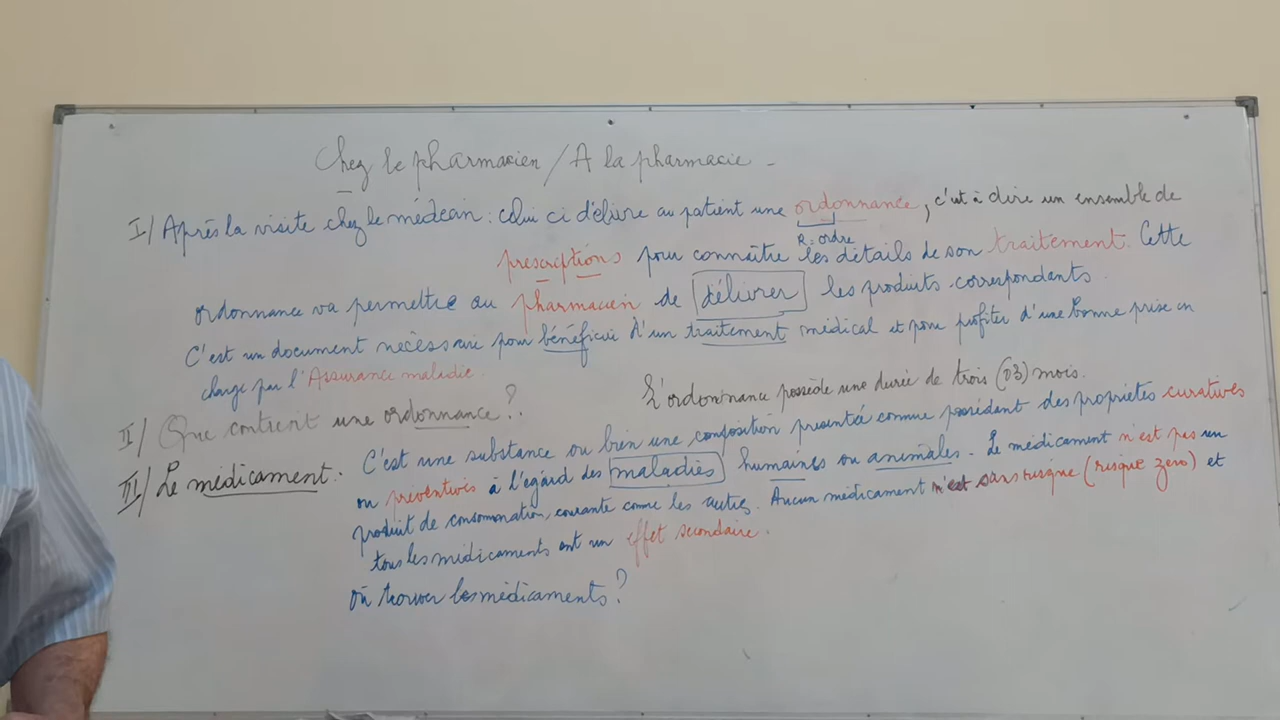 Chez le pharmacien / A la pharmacie -
I/ Après la visite chez le médecin : celui ci délivre au patient une ordonnance, c'est à dire un ensemble de
R = ordre
prescriptions pour connaître les détails de son traitement. Cette
ordonnance va permettre au pharmacien de délivrer les produits correspondants
C'est un document nécessaire pour bénéficier d'un traitement médical et pour profiter d'une bonne prise en
charge par l'Assurance maladie.
L'ordonnance possède une durée de trois (03) mois.
II/ Que contient une ordonnance ?
III/ Le médicament. C'est une substance ou bien une composition présentée comme possédant des propriétés curatives
ou préventives à l'égard des maladies humaines ou animales. Le médicament n'est pas un
produit de consommation courante comme les autres. Aucun médicament n'est sans risque (risque zero) et
tous les médicaments ont un effet secondaire.
où trouver les médicaments ?